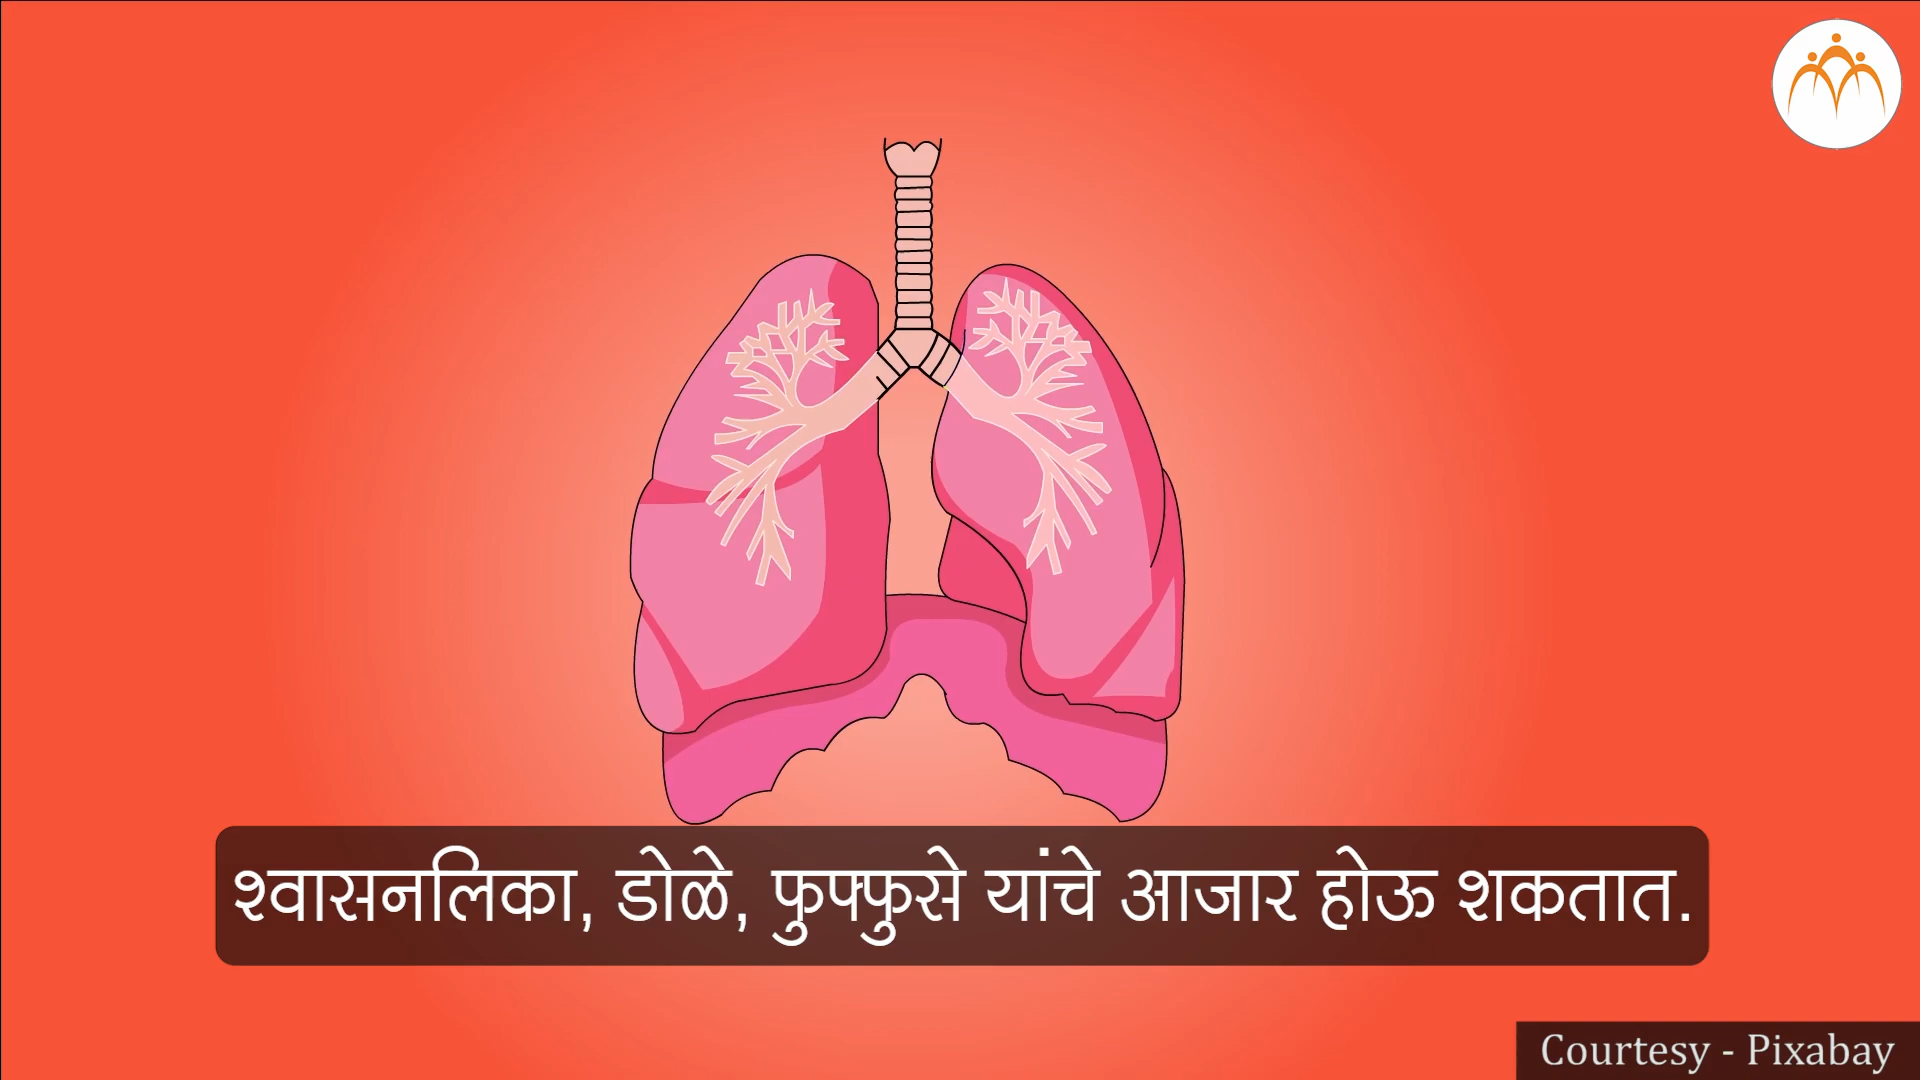 श्वासनलिका, डोळे, फुफ्फुसे यांचे आजार होऊ शकतात.
Courtesy - Pixabay